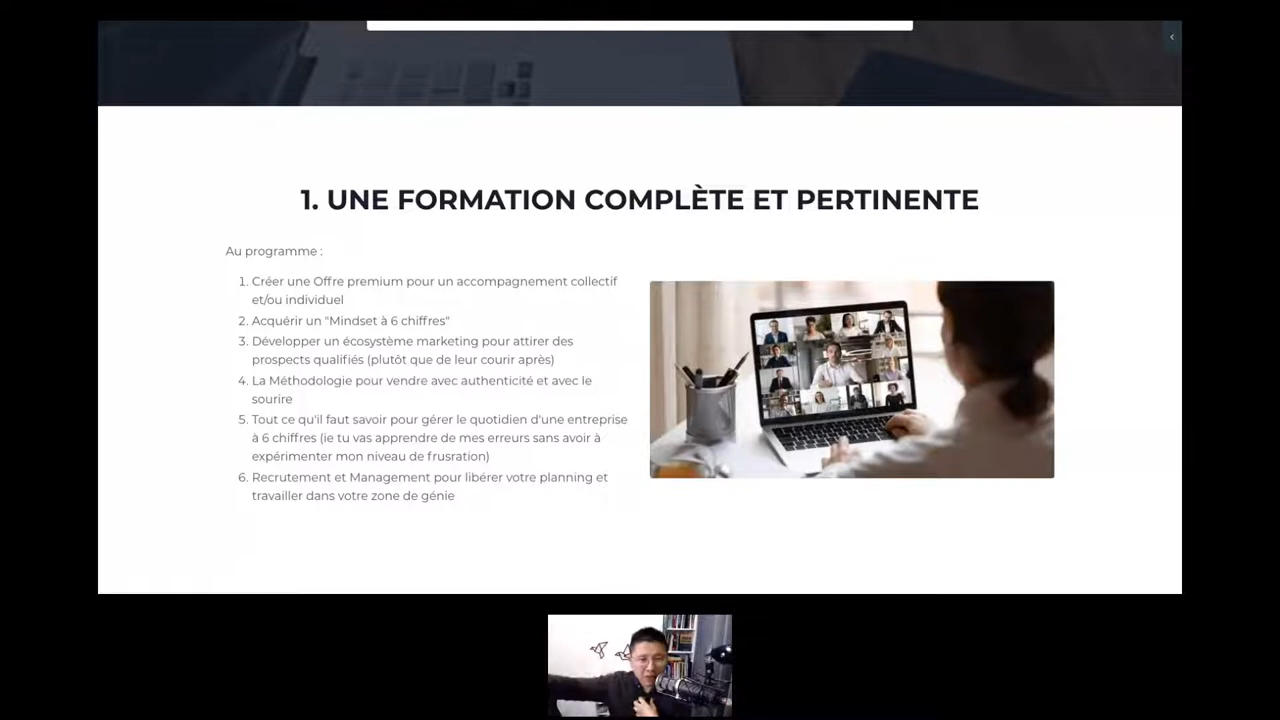 1. UNE FORMATION COMPLÈTE ET PERTINENTE
Au programme :
1. Créer une Offre premium pour un accompagnement collectif
et/ou individuel
2. Acquérir un "Mindset à 6 chiffres"
3. Développer un écosystème marketing pour attirer des
prospects qualifiés (plutôt que de leur courir après)
4. La Méthodologie pour vendre avec authenticité et avec le
sourire
5. Tout ce qu'il faut savoir pour gérer le quotidien d'une entreprise
à 6 chiffres (ie tu vas apprendre de mes erreurs sans avoir à
expérimenter mon niveau de frusration)
6. Recrutement et Management pour libérer votre planning et
travailler dans votre zone de génie